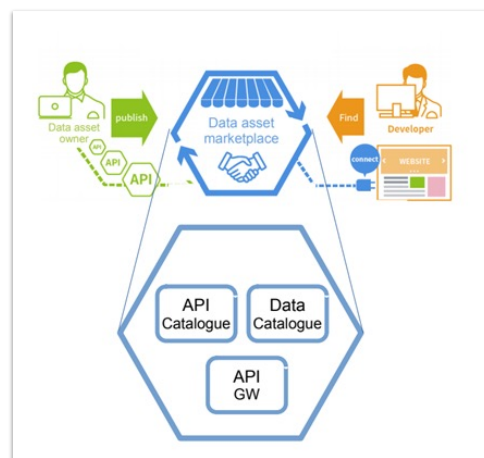 publish
Data asset
owner
API
API
API
Data asset
marketplace
Find
Developer
connect
WEBSITE
API
Catalogue
Data
Catalogue
API
GW